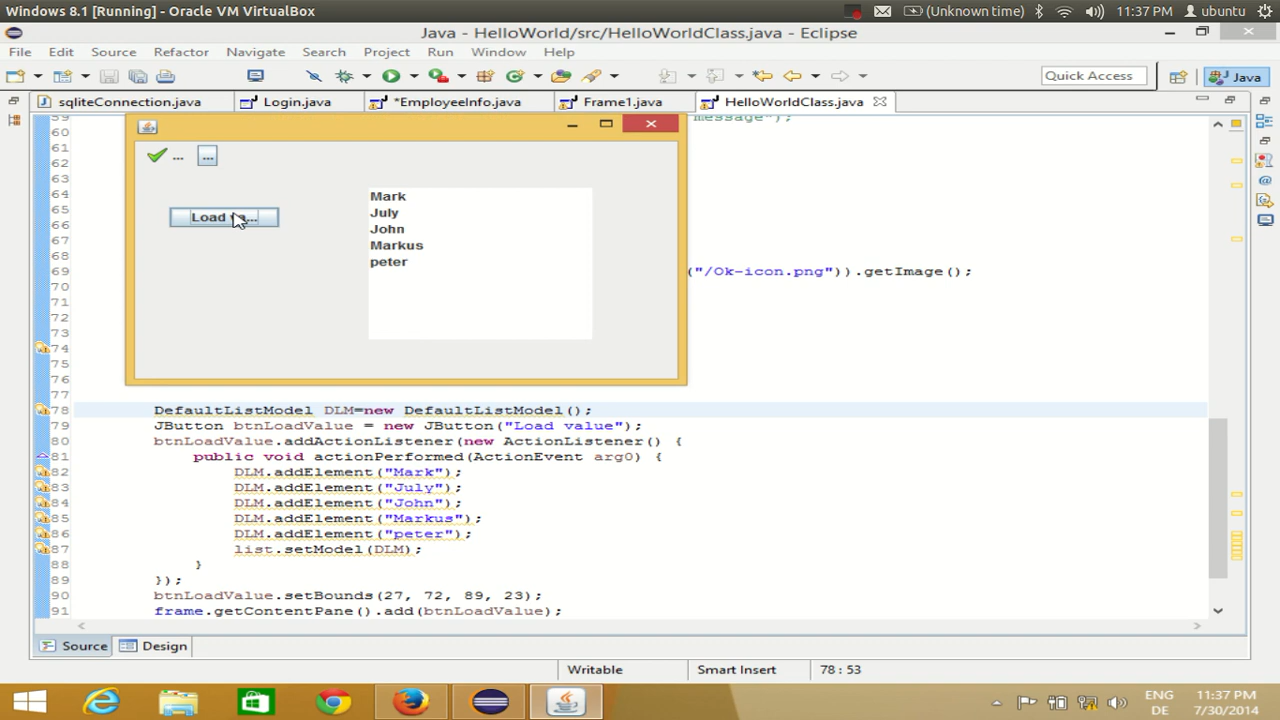 Windows 8.1 [Running] - Oracle VM VirtualBox
(Unknown time) 11:37 PM ubuntu
Java - HelloWorld/src/HelloWorldClass.java - Eclipse
File Edit Source Refactor Navigate Search Project Run Window Help
Quick Access Java
sqliteConnection.java Login.java *EmployeeInfo.java Frame1.java HelloWorldClass.java
59 message");
60
61
62 ... ...
63
64 Mark
65 Load va... July
66 John
67 Markus
68 peter
69 ("/Ok-icon.png")).getImage();
70
71
72
73
74
75
76
77
78 DefaultListModel DLM=new DefaultListModel();
79 JButton btnLoadValue = new JButton("Load value");
80 btnLoadValue.addActionListener(new ActionListener() {
81 public void actionPerformed(ActionEvent arg0) {
82 DLM.addElement("Mark");
83 DLM.addElement("July");
84 DLM.addElement("John");
85 DLM.addElement("Markus");
86 DLM.addElement("peter");
87 list.setModel(DLM);
88 }
89 });
90 btnLoadValue.setBounds(27, 72, 89, 23);
91 frame.getContentPane().add(btnLoadValue);
Source Design
Writable Smart Insert 78 : 53
ENG 11:37 PM
DE 7/30/2014